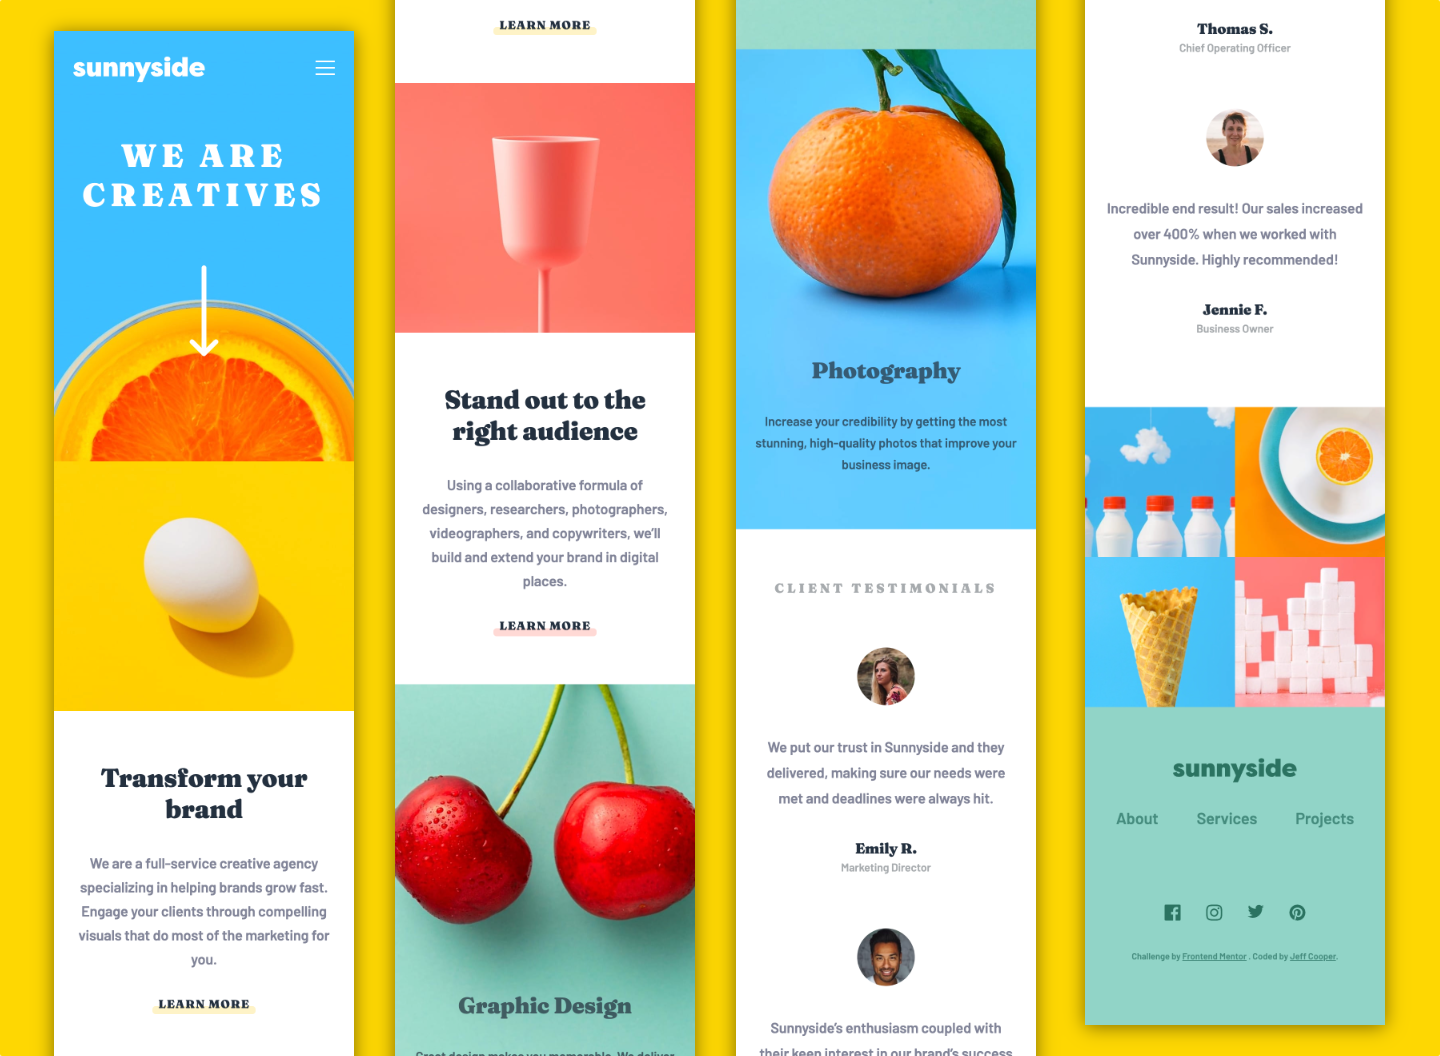 sunnyside
WE ARE
CREATIVES
Transform your
brand
We are a full-service creative agency
specializing in helping brands grow fast.
Engage your clients through compelling
visuals that do most of the marketing for
you.
LEARN MORE
LEARN MORE
Stand out to the
right audience
Using a collaborative formula of
designers, researchers, photographers,
videographers, and copywriters, we’ll
build and extend your brand in digital
places.
LEARN MORE
Graphic Design
Great design makes you memorable. We deliver
Photography
Increase your credibility by getting the most
stunning, high-quality photos that improve your
business image.
CLIENT TESTIMONIALS
We put our trust in Sunnyside and they
delivered, making sure our needs were
met and deadlines were always hit.
Emily R.
Marketing Director
Sunnyside’s enthusiasm coupled with
their keen interest in our brand’s success
Thomas S.
Chief Operating Officer
Incredible end result! Our sales increased
over 400% when we worked with
Sunnyside. Highly recommended!
Jennie F.
Business Owner
sunnyside
About Services Projects
Challenge by Frontend Mentor . Coded by Jeff Cooper.